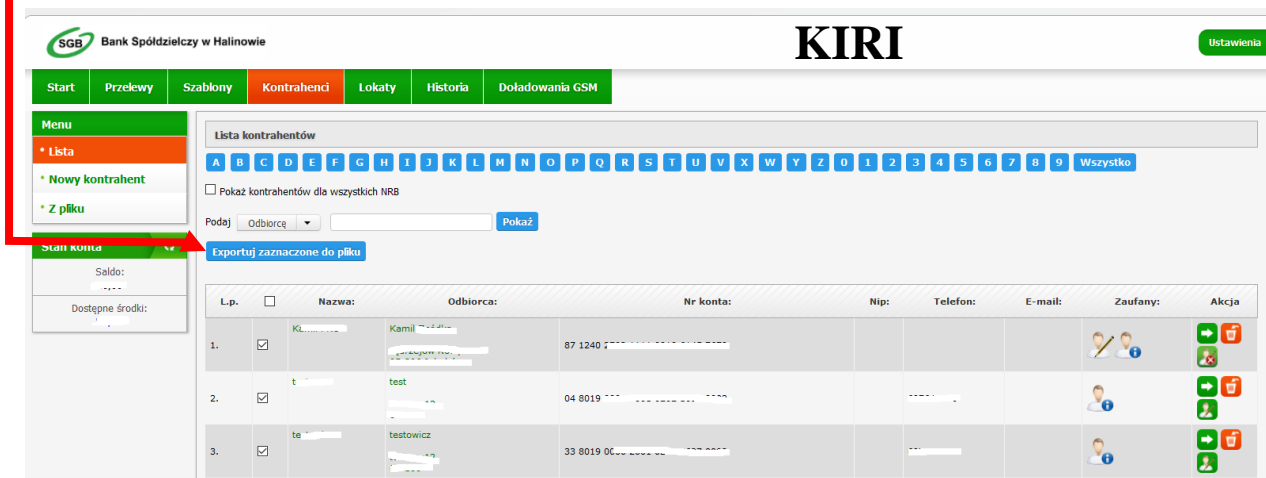 SGB Bank Spółdzielczy w Halinowie
KIRI
Ustawienia
Start Przelewy Szablony Kontrahenci Lokaty Historia Doładowania GSM
Menu
* Lista
* Nowy kontrahent
* Z pliku
Stan konta
Saldo:
Dostępne środki:
Lista kontrahentów
A B C D E F G H I J K L M N O P Q R S T U V X W Y Z 0 1 2 3 4 5 6 7 8 9 Wszystko
Pokaż kontrahentów dla wszystkich NRB
Podaj Odbiorcę Pokaż
Exportuj zaznaczone do pliku
L.p. Nazwa: Odbiorca: Nr konta: Nip: Telefon: E-mail: Zaufany: Akcja
1. Kamil 87 1240
2. test 04 8019
3. testowicz 33 8019